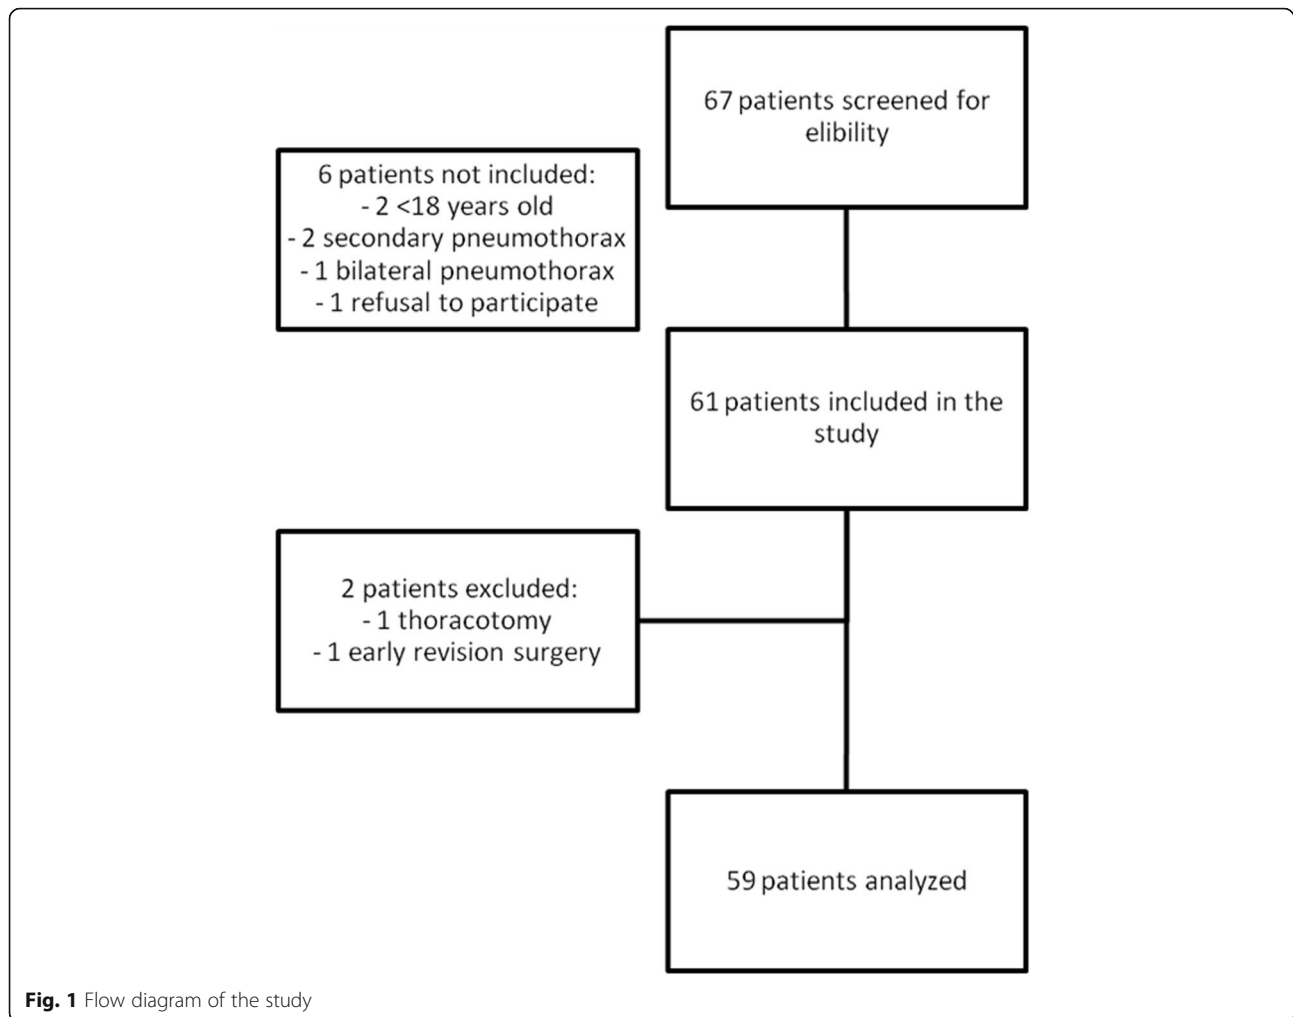 67 patients screened for
elibility
6 patients not included:
- 2 <18 years old
- 2 secondary pneumothorax
- 1 bilateral pneumothorax
- 1 refusal to participate
61 patients included in the
study
2 patients excluded:
- 1 thoracotomy
- 1 early revision surgery
59 patients analyzed
Fig. 1 Flow diagram of the study